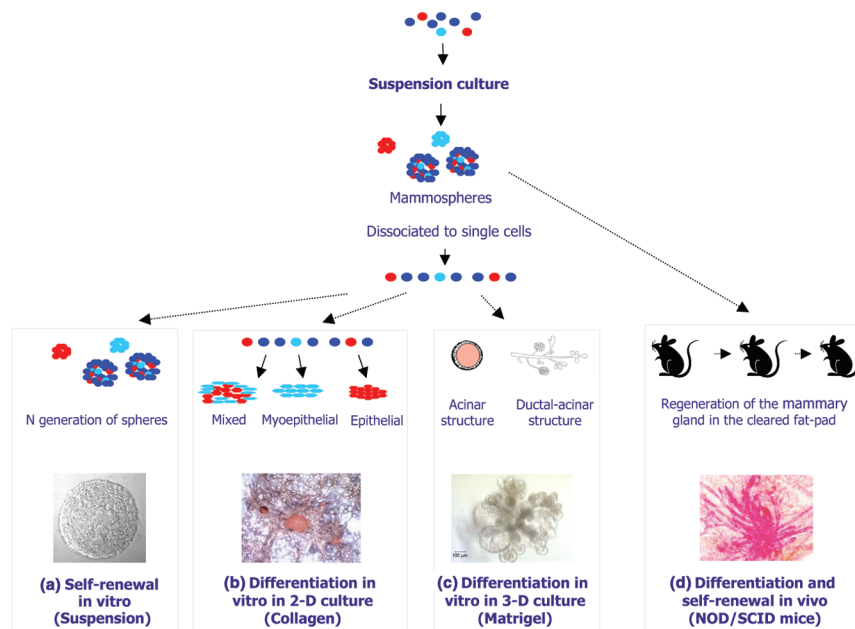 Suspension culture
Mammospheres
Dissociated to single cells
N generation of spheres
Mixed
Myoepithelial
Epithelial
Acinar
structure
Ductal-acinar
structure
Regeneration of the mammary
gland in the cleared fat-pad
100 µm
(a) Self-renewal
in vitro
(Suspension)
(b) Differentiation in
vitro in 2-D culture
(Collagen)
(c) Differentiation in
vitro in 3-D culture
(Matrigel)
(d) Differentiation and
self-renewal in vivo
(NOD/SCID mice)